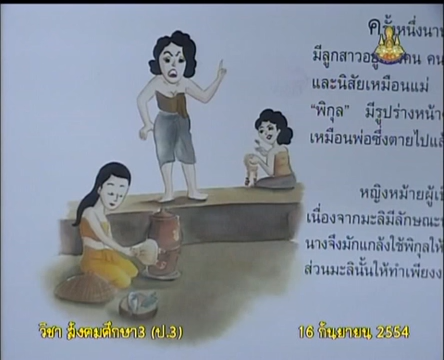 ครั้งหนึ่งนา
มีลูกสาวอยู่ คน คน
และนิสัยเหมือนแม่
"พิกุล" มีรูปร่างหน้า
เหมือนพ่อซึ่งตายไปแล้
หญิงหม้ายผู้เ
เนื่องจากมะลิมีลักษณะ
นางจึงมักแกล้งใช้พิกุลให้
ส่วนมะลินั้นให้ทำเพียงง
วิชา สังคมศึกษา3 (ป.3)
16 กันยายน 2554